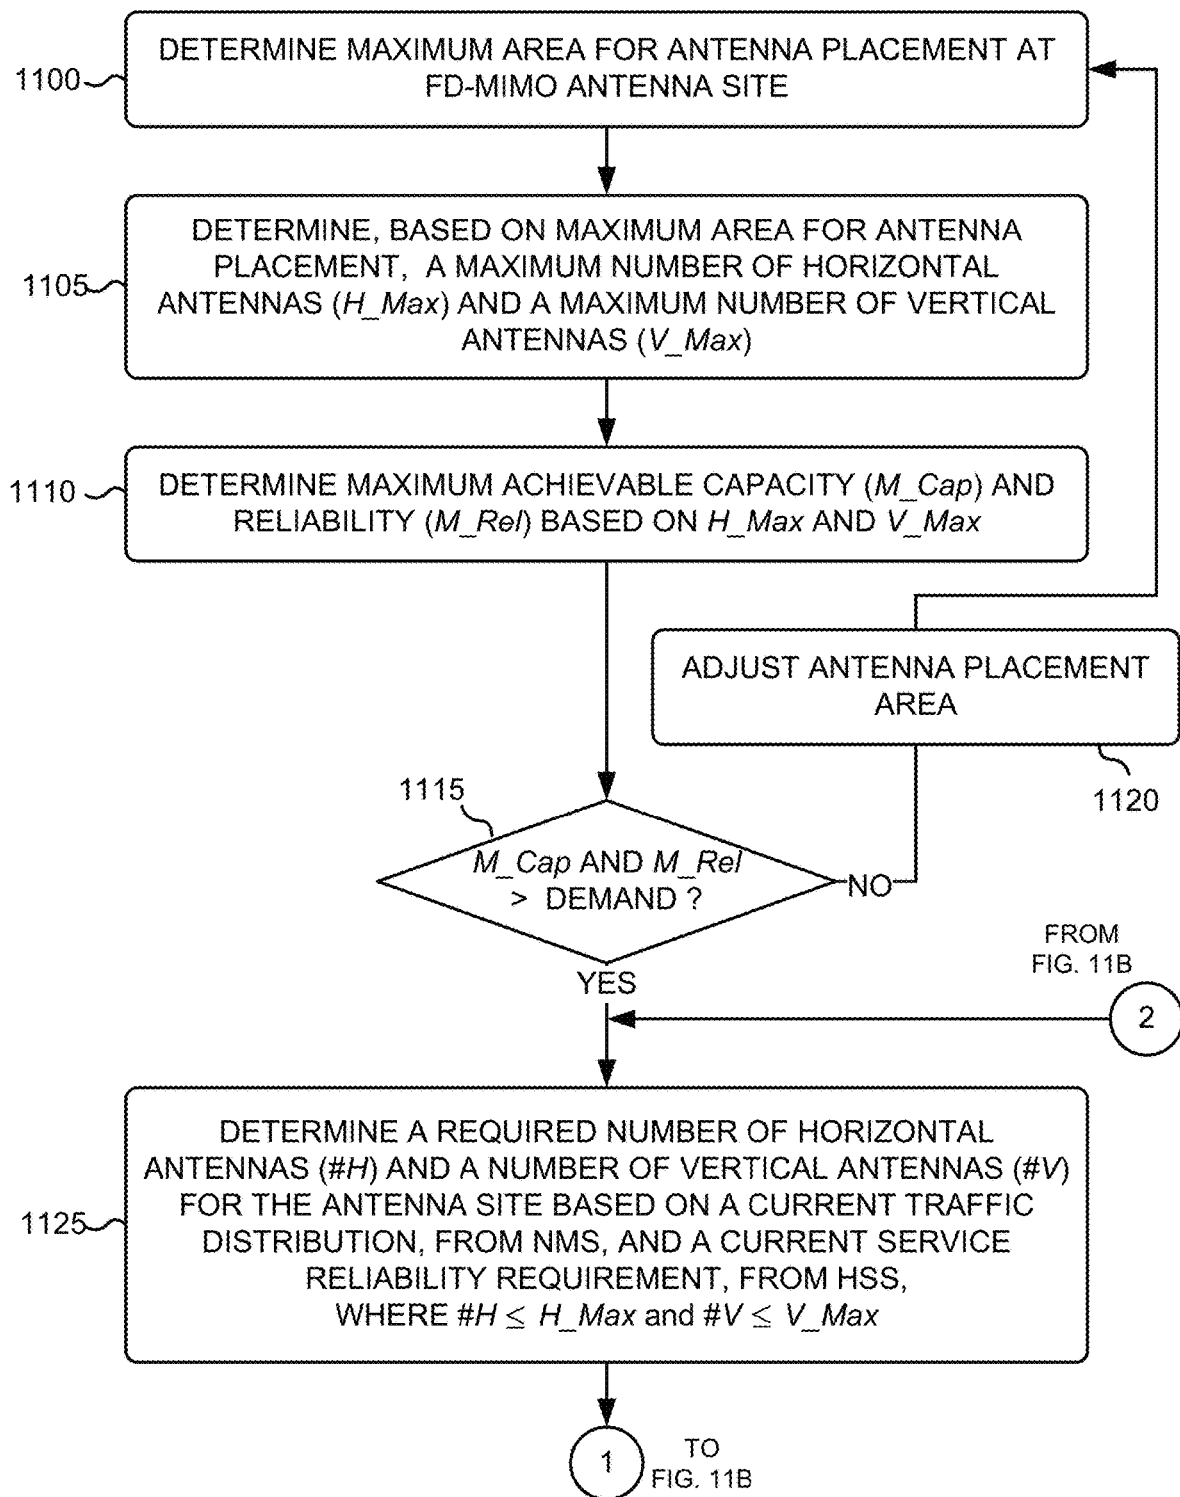 DETERMINE MAXIMUM AREA FOR ANTENNA PLACEMENT AT
FD-MIMO ANTENNA SITE
1100
DETERMINE, BASED ON MAXIMUM AREA FOR ANTENNA
PLACEMENT, A MAXIMUM NUMBER OF HORIZONTAL
ANTENNAS (H_Max) AND A MAXIMUM NUMBER OF VERTICAL
ANTENNAS (V_Max)
1105
DETERMINE MAXIMUM ACHIEVABLE CAPACITY (M_Cap) AND
RELIABILITY (M_Rel) BASED ON H_Max AND V_Max
1110
ADJUST ANTENNA PLACEMENT
AREA
1120
1115
M_Cap AND M_Rel
> DEMAND ?
NO
YES
FROM
FIG. 11B
2
DETERMINE A REQUIRED NUMBER OF HORIZONTAL
ANTENNAS (#H) AND A NUMBER OF VERTICAL ANTENNAS (#V)
FOR THE ANTENNA SITE BASED ON A CURRENT TRAFFIC
DISTRIBUTION, FROM NMS, AND A CURRENT SERVICE
RELIABILITY REQUIREMENT, FROM HSS,
WHERE #H ≤ H_Max and #V ≤ V_Max
1125
1
TO
FIG. 11B